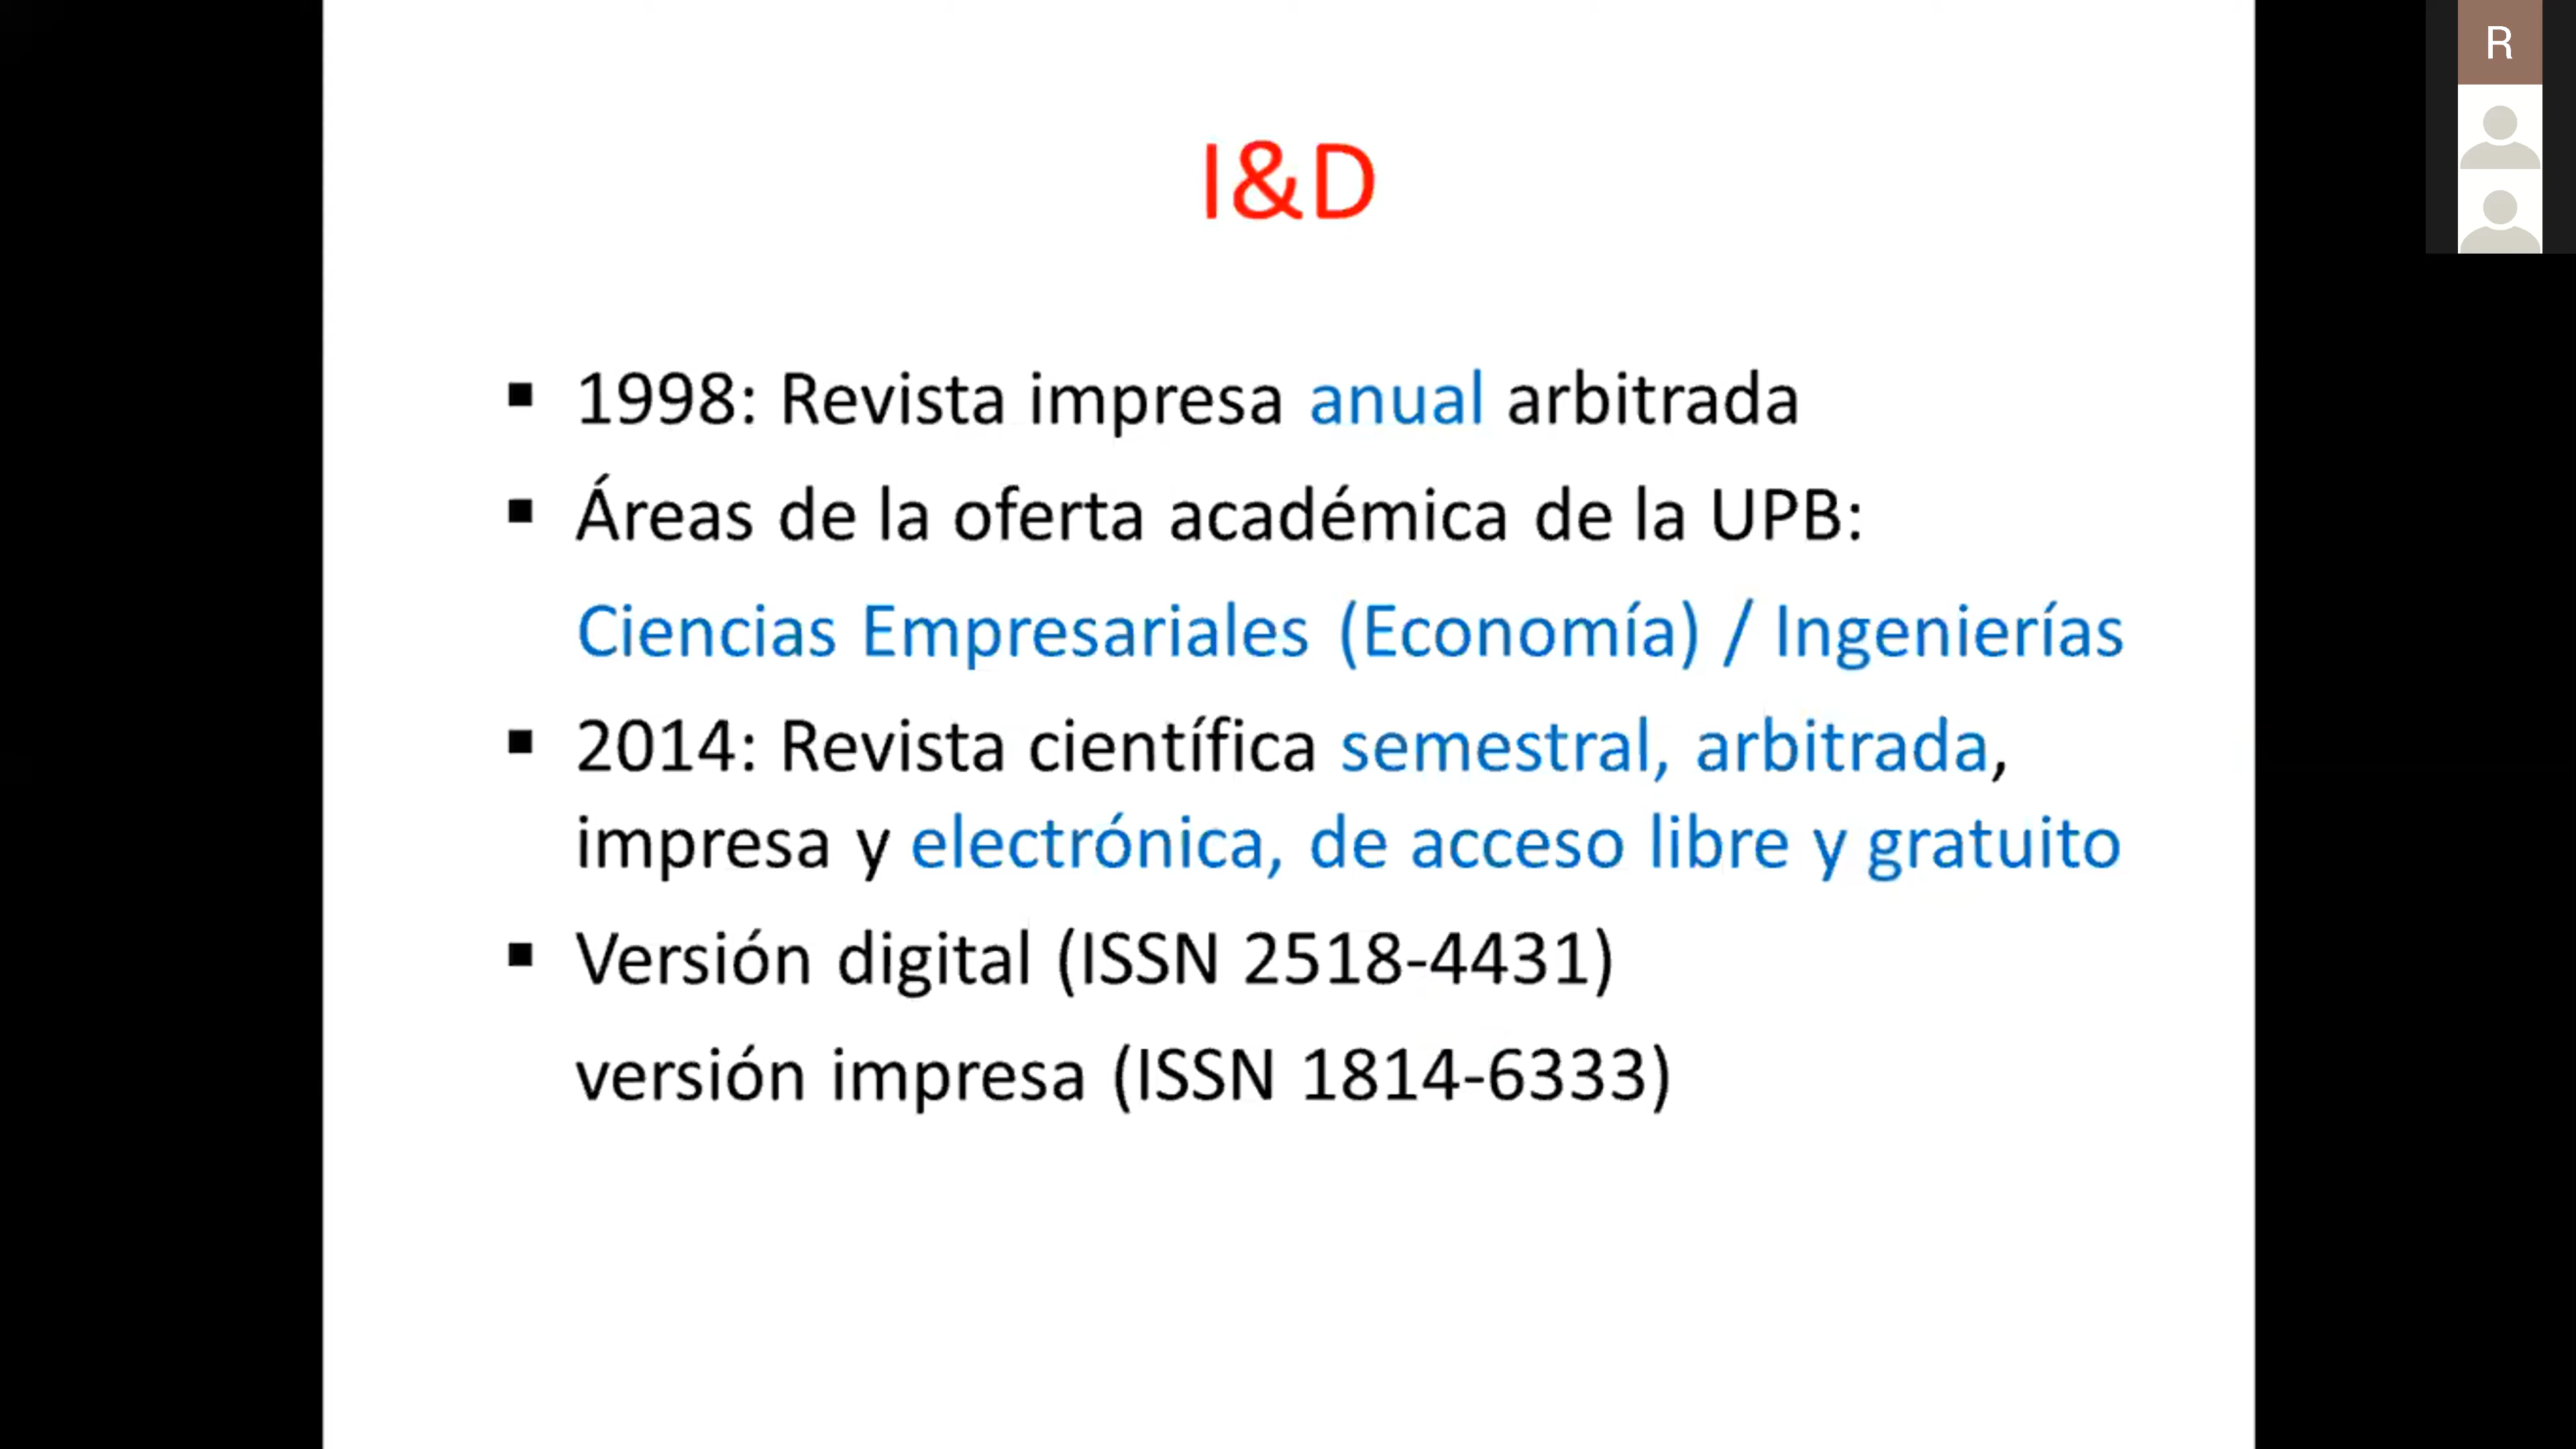 R
I&D
▪ 1998: Revista impresa anual arbitrada
▪ Áreas de la oferta académica de la UPB:
Ciencias Empresariales (Economía) / Ingenierías
▪ 2014: Revista científica semestral, arbitrada,
impresa y electrónica, de acceso libre y gratuito
▪ Versión digital (ISSN 2518-4431)
versión impresa (ISSN 1814-6333)